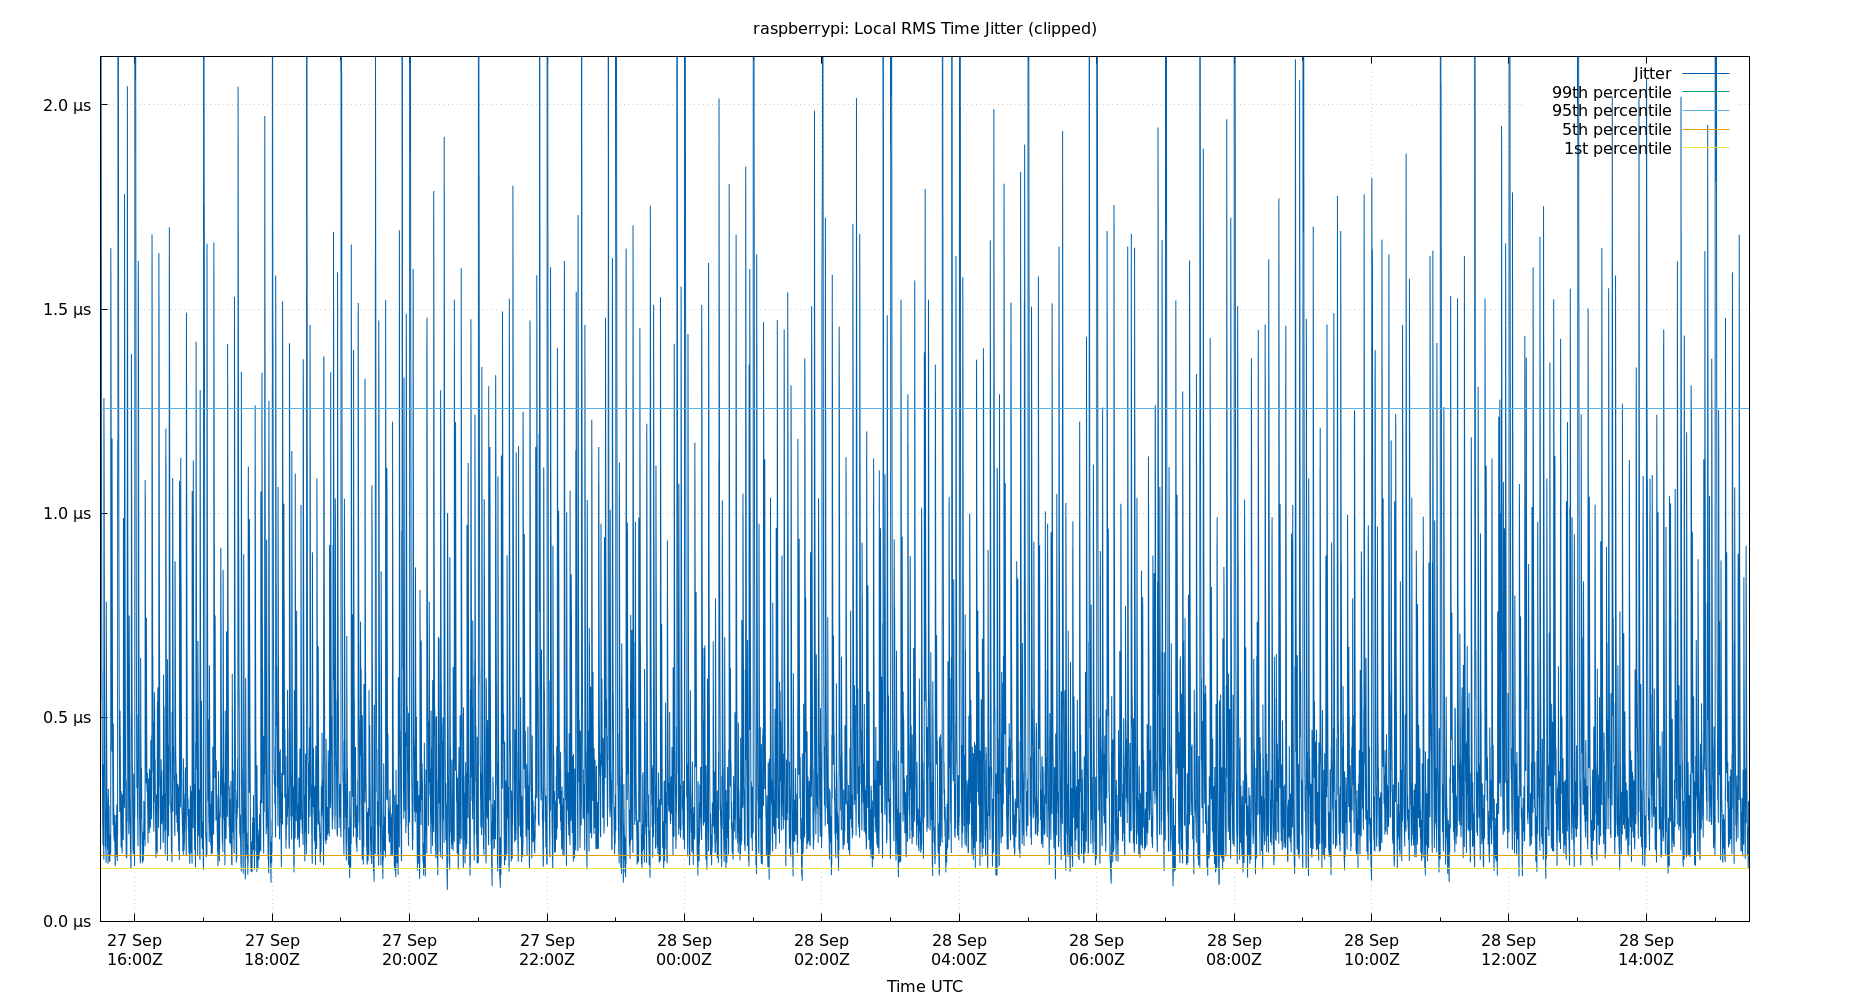 raspberrypi: Local RMS Time Jitter (clipped)
Jitter
99th percentile
95th percentile
5th percentile
1st percentile
2.0 µs
1.5 µs
1.0 µs
0.5 µs
0.0 µs
27 Sep 27 Sep 27 Sep 27 Sep 28 Sep 28 Sep 28 Sep 28 Sep 28 Sep 28 Sep 28 Sep 28 Sep
16:00Z 18:00Z 20:00Z 22:00Z 00:00Z 02:00Z 04:00Z 06:00Z 08:00Z 10:00Z 12:00Z 14:00Z
Time UTC